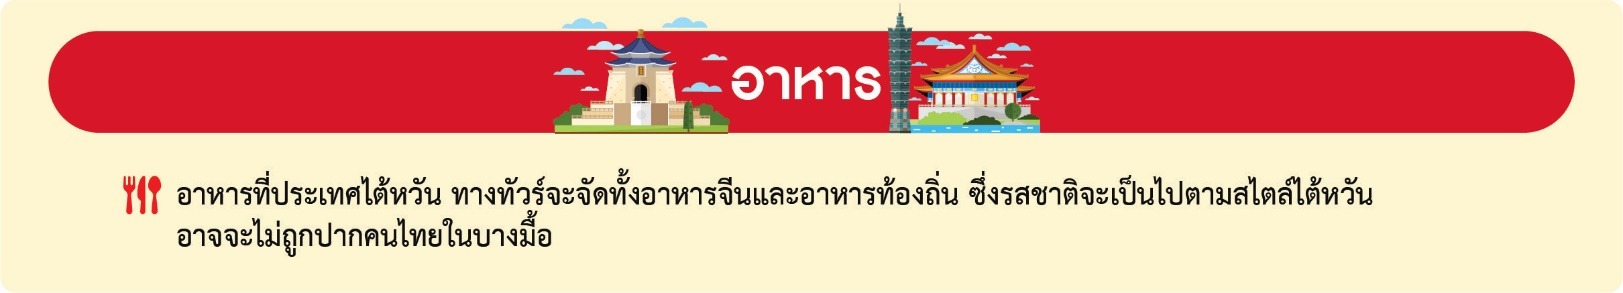 อาหาร
อาหารที่ประเทศไต้หวัน ทางทัวร์จะจัดทั้งอาหารจีนและอาหารท้องถิ่น ซึ่งรสชาติจะเป็นไปตามสไตล์ไต้หวัน
อาจจะไม่ถูกปากคนไทยในบางมื้อ